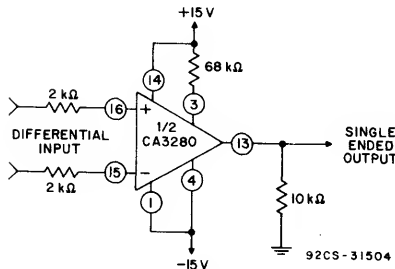 +15 V
68 kΩ
14
3
2 kΩ
16
+
1/2
CA3280
13
SINGLE
ENDED
OUTPUT
DIFFERENTIAL
INPUT
15
−
2 kΩ
1
4
10 kΩ
−15 V
92CS-31504